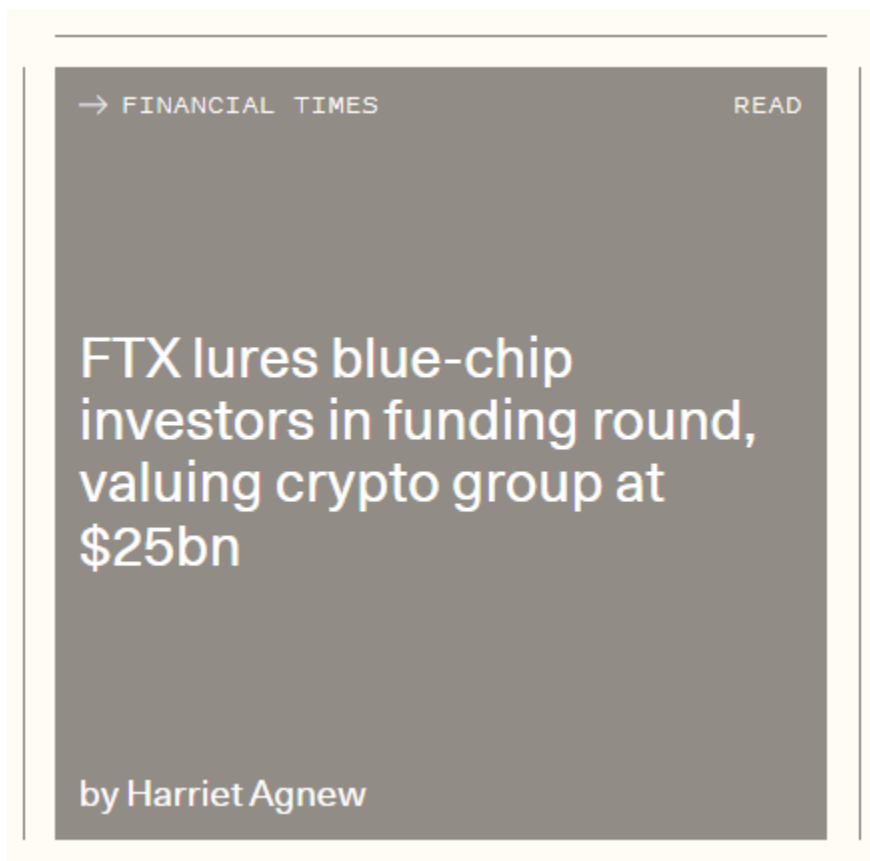 → FINANCIAL TIMES READ
FTX lures blue-chip
investors in funding round,
valuing crypto group at
$25bn
by Harriet Agnew